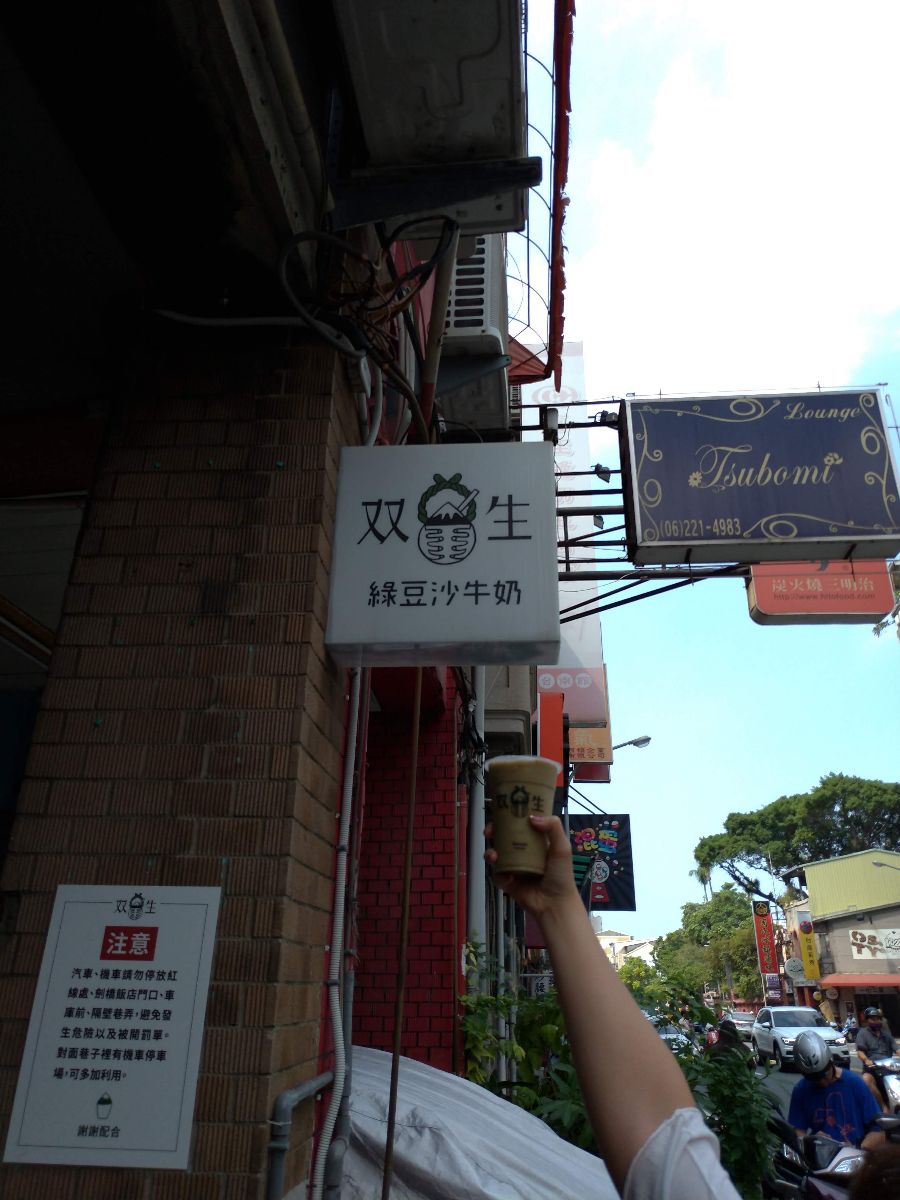 双生
綠豆沙牛奶
Lounge
Tsubomi
(06)221-4983
炭火燒三明治
双生
双生
注意
汽車、機車請勿停放紅
線處、劍橋飯店門口、車
庫前、隔壁巷弄，避免發
生危險以及被開罰單。
對面巷子裡有機車停車
場，可多加利用。
謝謝配合